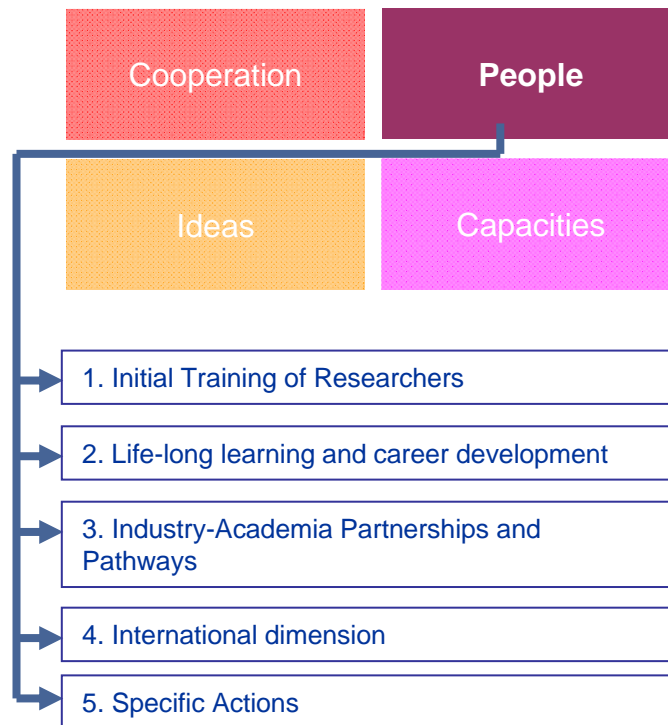 Cooperation
People
Ideas
Capacities
1. Initial Training of Researchers
2. Life-long learning and career development
3. Industry-Academia Partnerships and
Pathways
4. International dimension
5. Specific Actions